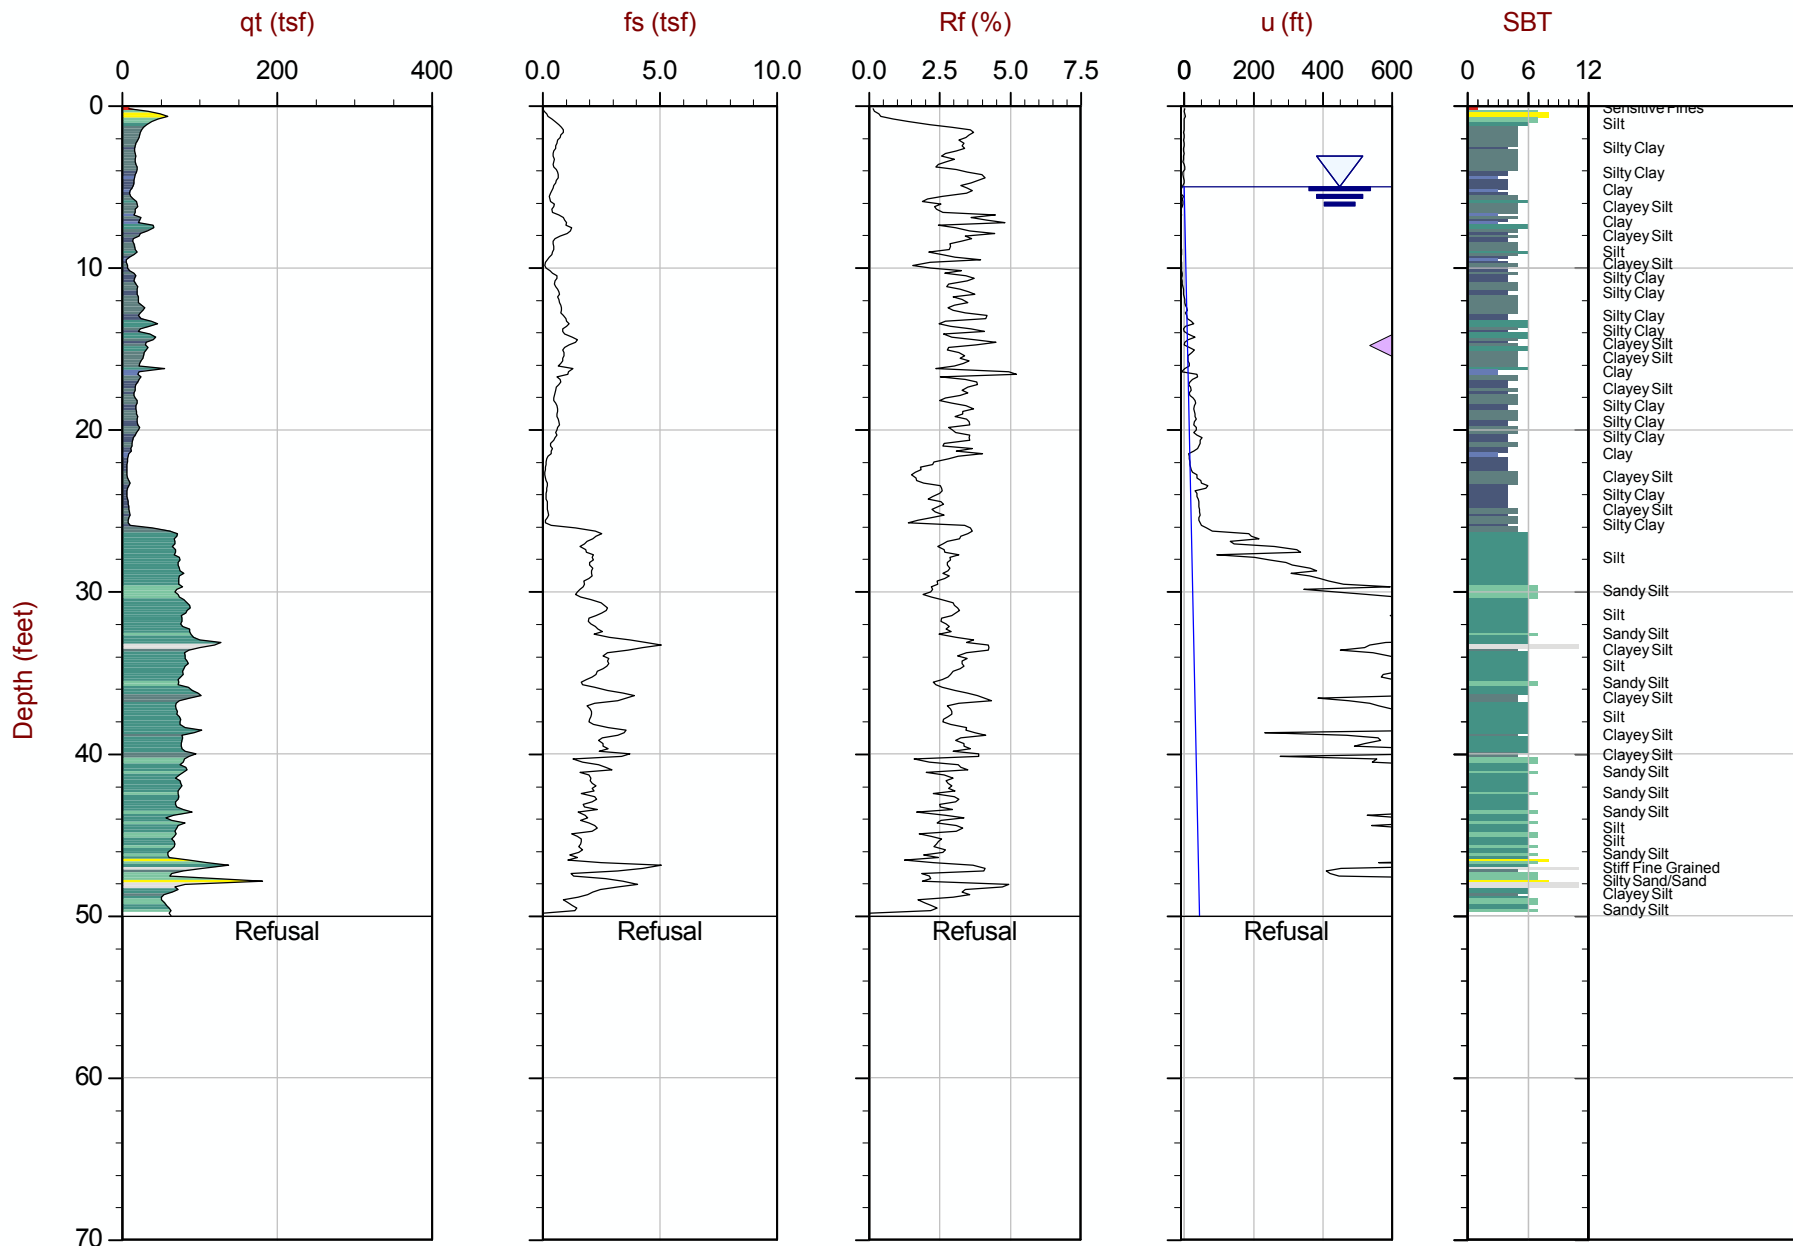 qt (tsf) fs (tsf) Rf (%) u (ft) SBT
0 200 400 0.0 5.0 10.0 0.0 2.5 5.0 7.5 0 200 400 600 0 6 12
0
Sensitive Fines
Silt
Silty Clay
Silty Clay
Clay
Clayey Silt
Clay
Clayey Silt
Silt
Clayey Silt
10
Silty Clay
Silty Clay
Silty Clay
Silty Clay
Clayey Silt
Clayey Silt
Clay
Clayey Silt
Silty Clay
Silty Clay
20
Silty Clay
Clay
Clayey Silt
Silty Clay
Clayey Silt
Silty Clay
Silt
30
Sandy Silt
Silt
Sandy Silt
Clayey Silt
Silt
Sandy Silt
Clayey Silt
Silt
Clayey Silt
40
Clayey Silt
Sandy Silt
Sandy Silt
Sandy Silt
Silt
Silt
Sandy Silt
Stiff Fine Grained
Silty Sand/Sand
Clayey Silt
Sandy Silt
50
Refusal Refusal Refusal Refusal
60
70
Depth (feet)